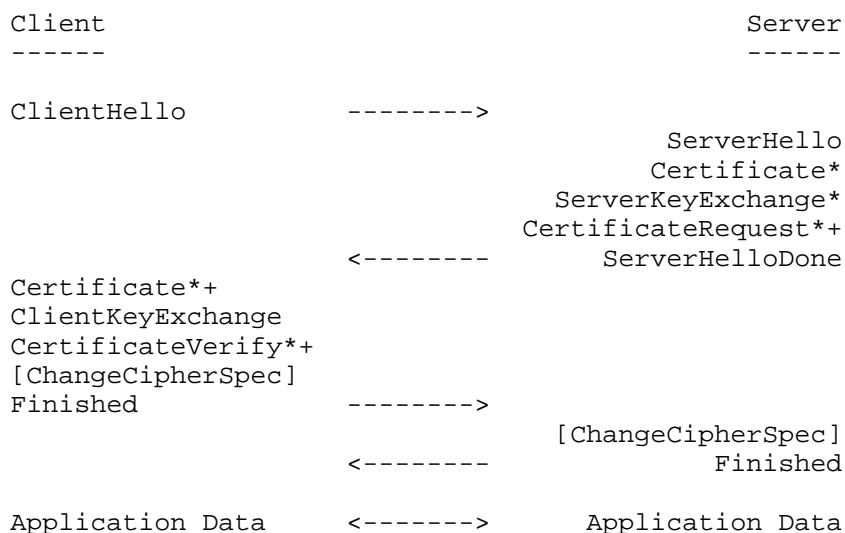 Client Server
------ ------
ClientHello -------->
ServerHello
Certificate*
ServerKeyExchange*
CertificateRequest*+
<-------- ServerHelloDone
Certificate*+
ClientKeyExchange
CertificateVerify*+
[ChangeCipherSpec]
Finished -------->
[ChangeCipherSpec]
<-------- Finished
Application Data <-------> Application Data